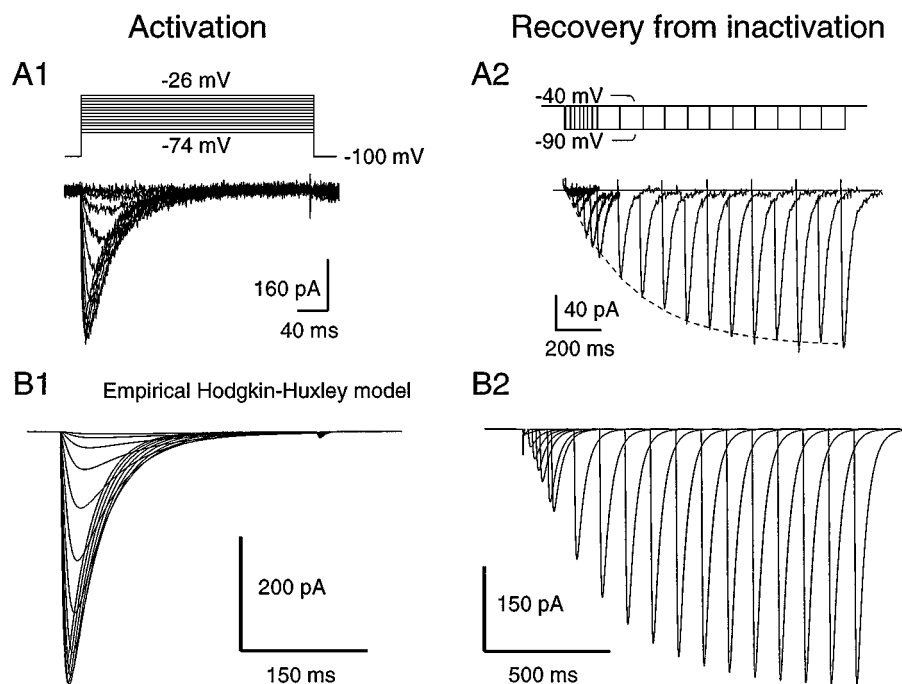 Activation
Recovery from inactivation
A1
-26 mV
-74 mV
-100 mV
160 pA
40 ms
A2
-40 mV
-90 mV
40 pA
200 ms
B1
Empirical Hodgkin-Huxley model
200 pA
150 ms
B2
150 pA
500 ms